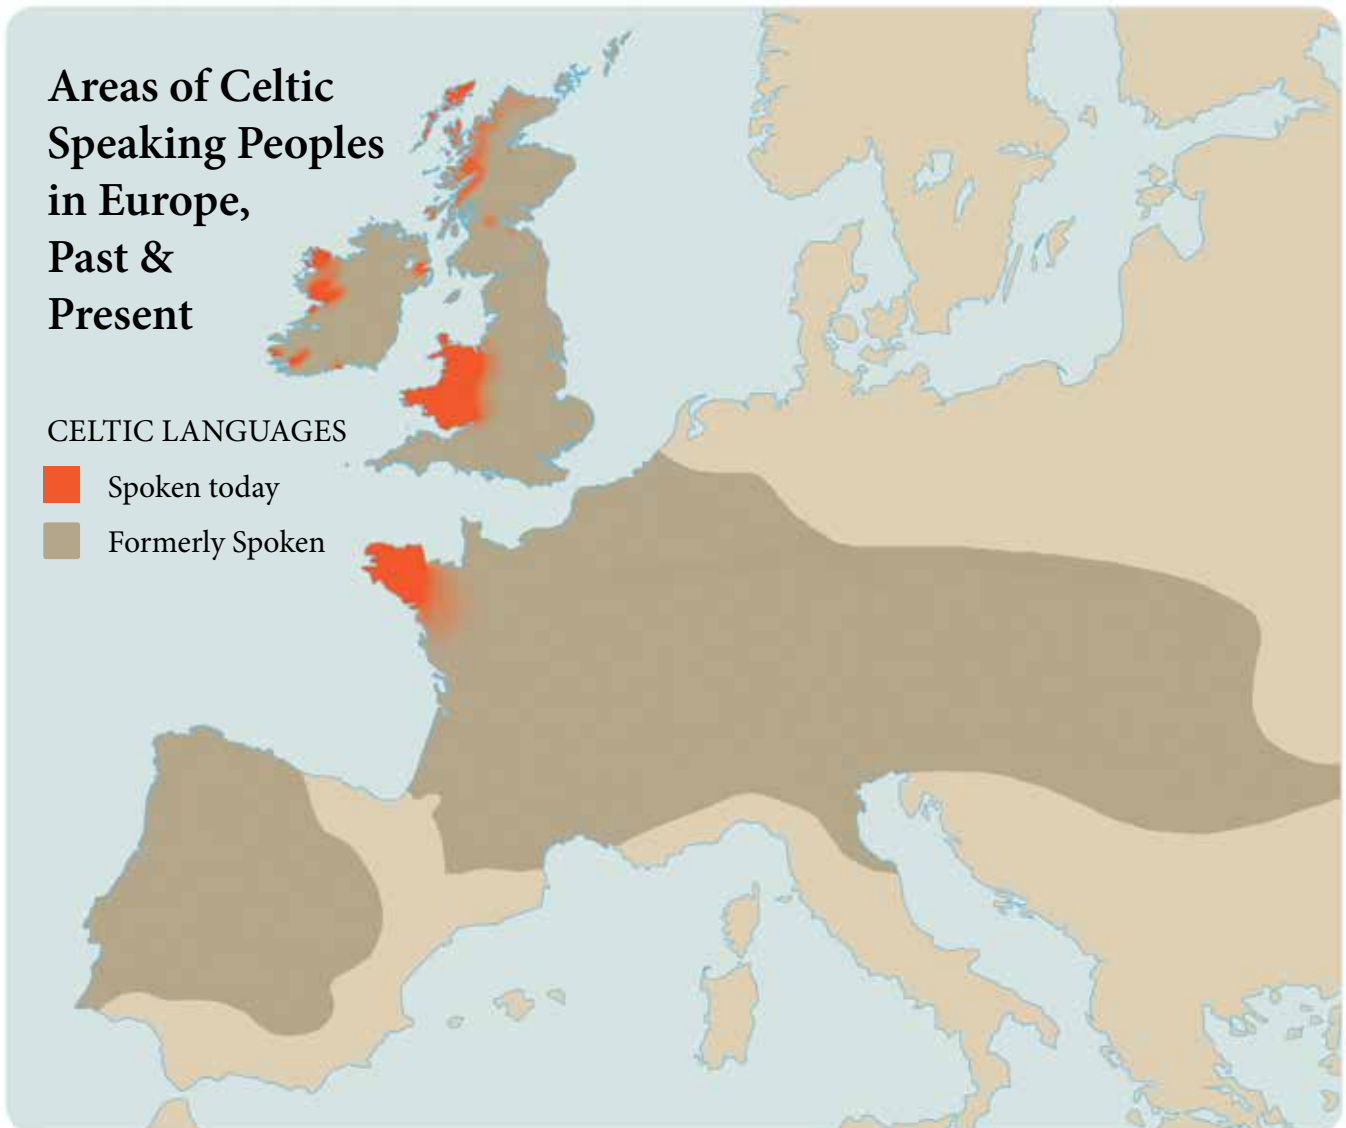 Areas of Celtic
Speaking Peoples
in Europe,
Past &
Present
CELTIC LANGUAGES
Spoken today
Formerly Spoken